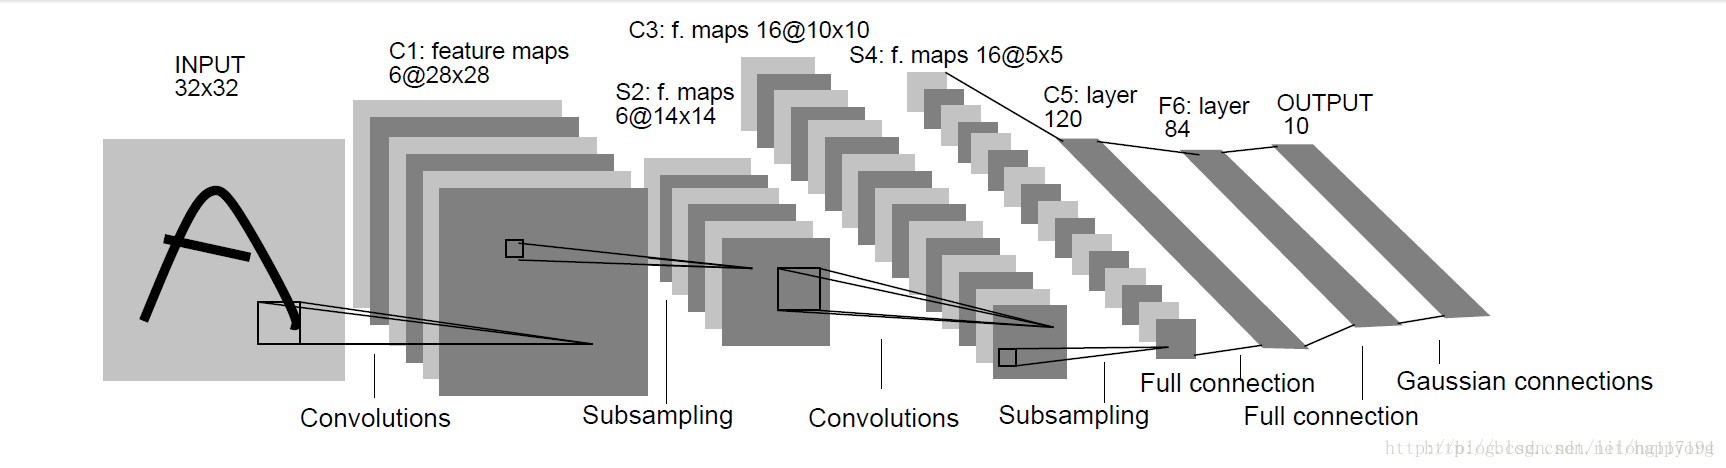 INPUT
32x32
C1: feature maps
6@28x28
S2: f. maps
6@14x14
C3: f. maps 16@10x10
S4: f. maps 16@5x5
C5: layer
120
F6: layer
84
OUTPUT
10
Convolutions
Subsampling
Convolutions
Subsampling
Full connection
Full connection
Gaussian connections